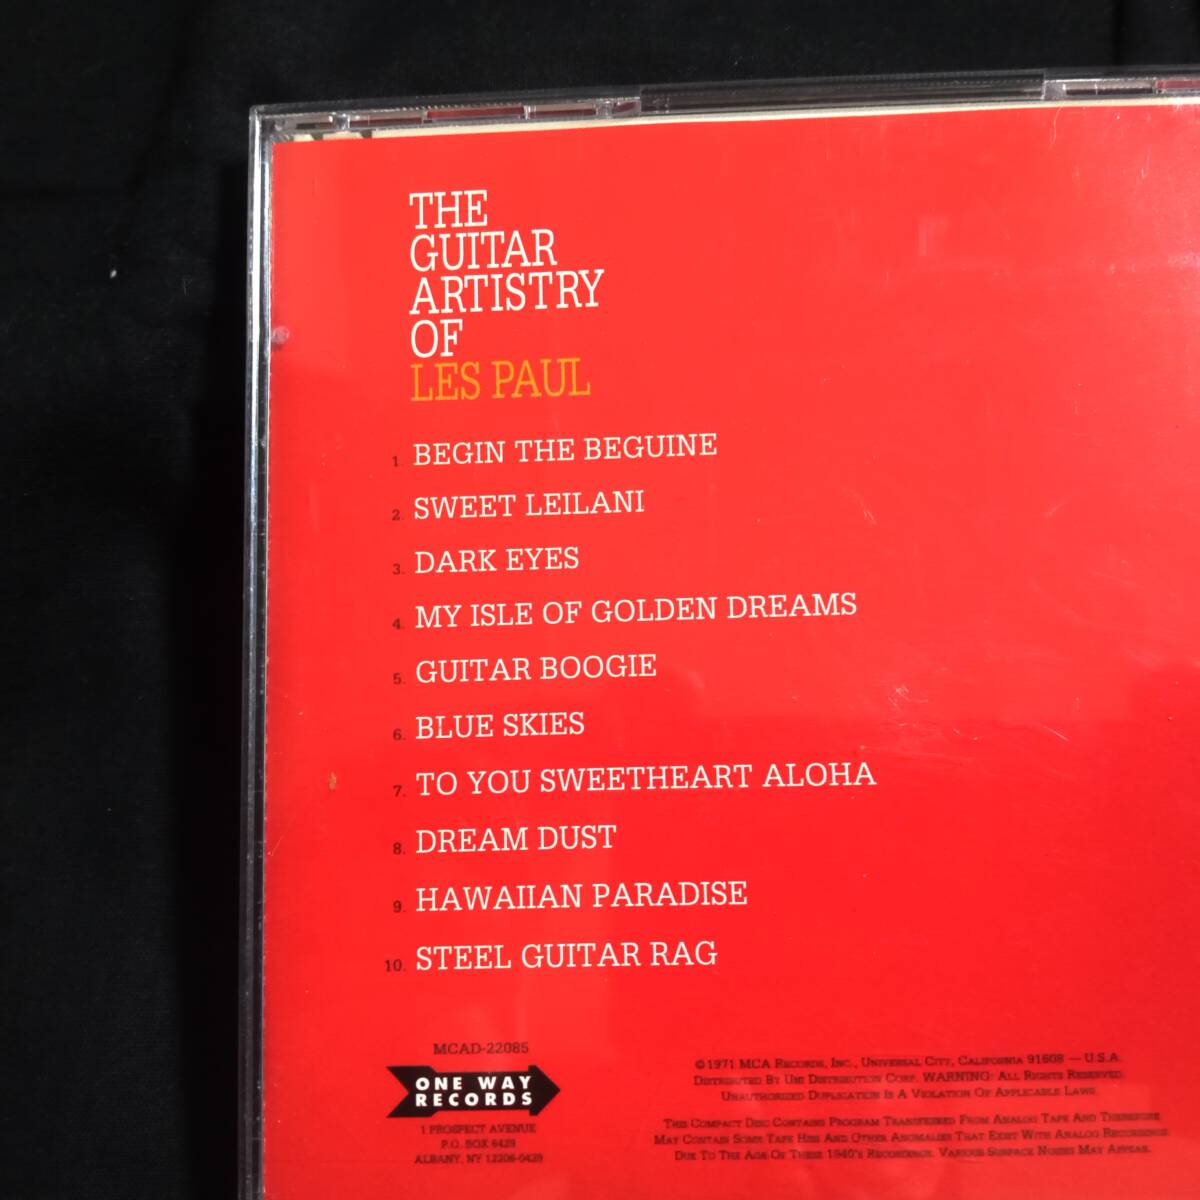 THE
GUITAR
ARTISTRY
OF
LES PAUL
1. BEGIN THE BEGUINE
2. SWEET LEILANI
3. DARK EYES
4. MY ISLE OF GOLDEN DREAMS
5. GUITAR BOOGIE
6. BLUE SKIES
7. TO YOU SWEETHEART ALOHA
8. DREAM DUST
9. HAWAIIAN PARADISE
10. STEEL GUITAR RAG
MCAD-22085
ONE WAY
RECORDS
1 PROSPECT AVENUE
P.O. BOX 6429
ALBANY, NY 12206-0429
©1971 MCA RECORDS, INC., UNIVERSAL CITY, CALIFORNIA 91608 — U.S.A.
DISTRIBUTED BY UNI DISTRIBUTION CORP. WARNING: ALL RIGHTS RESERVED.
UNAUTHORIZED DUPLICATION IS A VIOLATION OF APPLICABLE LAWS.
THIS COMPACT DISC CONTAINS PROGRAM TRANSFERRED FROM ANALOG TAPE AND THEREFORE
MAY CONTAIN SOME TAPE HISS AND OTHER ANOMALIES THAT EXIST WITH ANALOG RECORDINGS.
DUE TO THE AGE OF THESE 1940'S RECORDINGS, VARIOUS SURFACE NOISES MAY APPEAR.